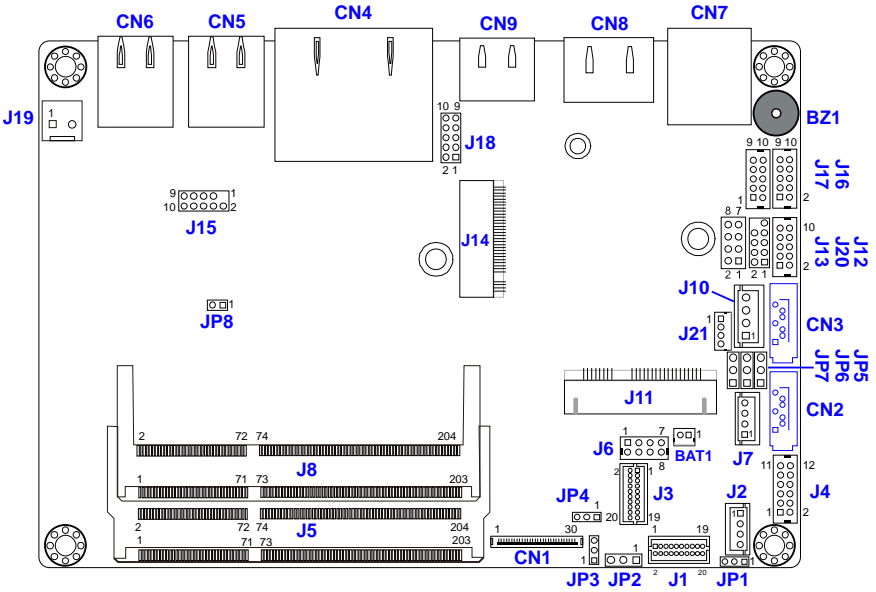 CN6 CN5 CN4 CN9 CN8 CN7
J19 1
BZ1
10 9
J18
2 1
9 10 9 10
J17 J16
1 2
9 1
2
J15
J14
8 7
10
J13 J20 J12
2 1 2 1 2
J10
1
CN3
1
JP8
1
J21
JP7 JP6 JP5
CN2
J11
1
J7
2 72 74 204
J8
1 7
J6
8
1
BAT1
11 12
J4
1 2
1 71 73 203
J5
2 72 74 204
2 1
J3
20 19
JP4
1
J2
1
1 71 73 203
1 30
CN1
1
JP3
1
JP2
1 19
J1
2 20
1
JP1